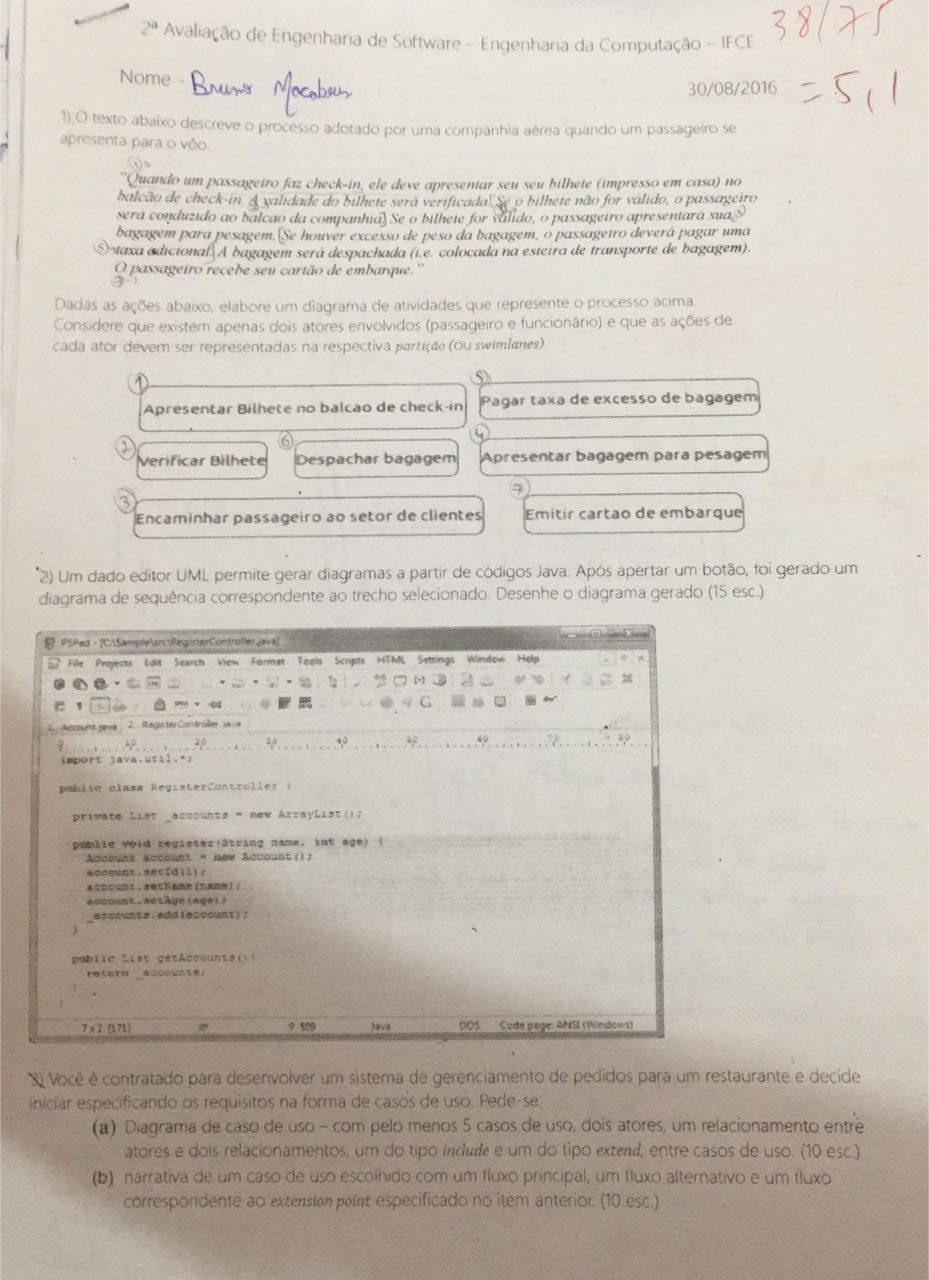 2ª Avaliação de Engenharia de Software – Engenharia da Computação – IFCE
38/75
Nome - Bruno Macabeus
30/08/2016
= 5,1
1) O texto abaixo descreve o processo adotado por uma companhia aérea quando um passageiro se
apresenta para o vôo.
"Quando um passageiro faz check-in, ele deve apresentar seu seu bilhete (impresso em casa) no
balcão de check-in. A validade do bilhete será verificada. Se o bilhete não for válido, o passageiro
será conduzido ao balcao da companhia. Se o bilhete for válido, o passageiro apresentará sua
bagagem para pesagem. Se houver excesso de peso da bagagem, o passageiro deverá pagar uma
taxa adicional. A bagagem será despachada (i.e. colocada na esteira de transporte de bagagem).
O passageiro recebe seu cartão de embarque. "
Dadas as ações abaixo, elabore um diagrama de atividades que represente o processo acima.
Considere que existem apenas dois atores envolvidos (passageiro e funcionário) e que as ações de
cada ator devem ser representadas na respectiva partição (ou swimlanes).
1 Apresentar Bilhete no balcao de check-in
5 Pagar taxa de excesso de bagagem
2 Verificar Bilhete
6 Despachar bagagem
4 Apresentar bagagem para pesagem
3 Encaminhar passageiro ao setor de clientes
7 Emitir cartao de embarque
2) Um dado editor UML permite gerar diagramas a partir de códigos Java. Após apertar um botão, foi gerado um
diagrama de sequência correspondente ao trecho selecionado. Desenhe o diagrama gerado (15 esc.)
PSPad - [C:\Sample\src\RegisterController.java]
File Projects Edit Search View Format Tools Scripts HTML Settings Window Help
1. Account.java 2. RegisterController.java
0 10 20 30 40 50 60 70 80
import java.util.*;
public class RegisterController {
private List _accounts = new ArrayList();
public void register(String name, int age) {
Account account = new Account();
account.setId(1);
account.setName(name);
account.setAge(age);
_accounts.add(account);
}
public List getAccounts(){
return _accounts;
}
}
7 x 2 [171]
9 509
Java
DOS
Code page: ANSI (Windows)
3) Você é contratado para desenvolver um sistema de gerenciamento de pedidos para um restaurante e decide
iniciar especificando os requisitos na forma de casos de uso. Pede-se:
(a) Diagrama de caso de uso – com pelo menos 5 casos de uso, dois atores, um relacionamento entre
atores e dois relacionamentos, um do tipo include e um do tipo extend, entre casos de uso. (10 esc.)
(b) narrativa de um caso de uso escolhido com um fluxo principal, um fluxo alternativo e um fluxo
correspondente ao extension point especificado no item anterior. (10 esc.)